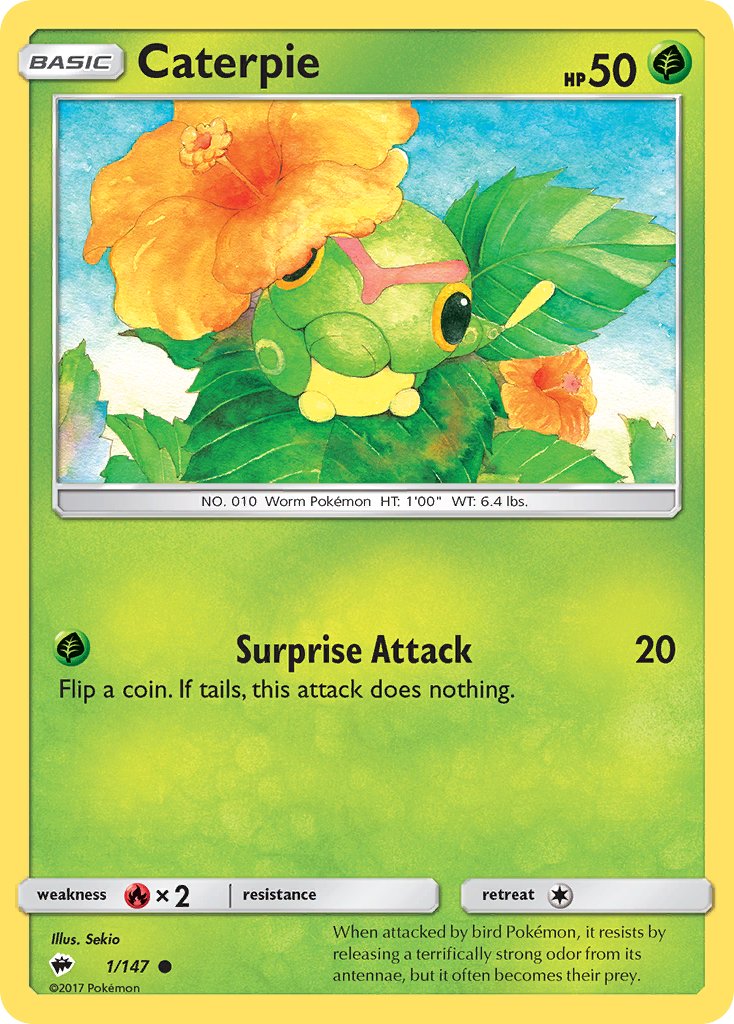 BASIC Caterpie HP 50
NO. 010 Worm Pokémon HT: 1'00" WT: 6.4 lbs.
Surprise Attack 20
Flip a coin. If tails, this attack does nothing.
weakness × 2 resistance retreat
Illus. Sekio
1/147
©2017 Pokémon
When attacked by bird Pokémon, it resists by
releasing a terrifically strong odor from its
antennae, but it often becomes their prey.